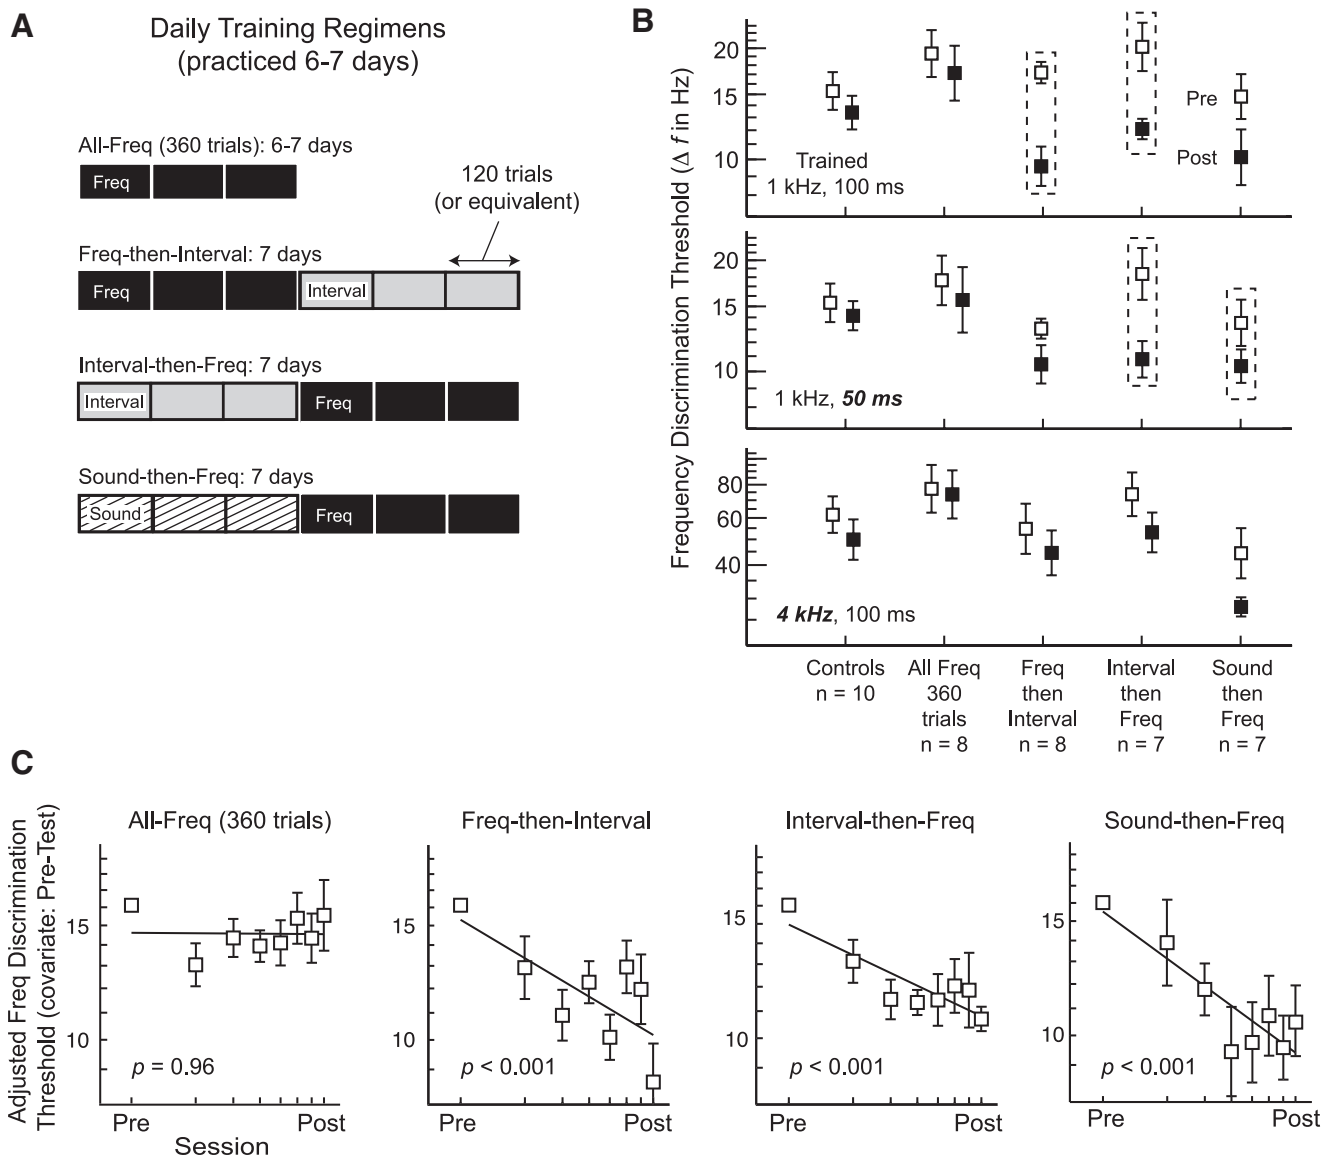 A
Daily Training Regimens
(practiced 6-7 days)
All-Freq (360 trials): 6-7 days
Freq
120 trials
(or equivalent)
Freq-then-Interval: 7 days
Freq
Interval
Interval-then-Freq: 7 days
Interval
Freq
Sound-then-Freq: 7 days
Sound
Freq
B
Frequency Discrimination Threshold (Δ f in Hz)
20
15
10
Trained
1 kHz, 100 ms
Pre
Post
20
15
10
1 kHz, 50 ms
80
60
40
4 kHz, 100 ms
Controls
n = 10
All Freq
360
trials
n = 8
Freq
then
Interval
n = 8
Interval
then
Freq
n = 7
Sound
then
Freq
n = 7
C
Adjusted Freq Discrimination
Threshold (covariate: Pre-Test)
All-Freq (360 trials)
15
10
p = 0.96
Pre
Post
Session
Freq-then-Interval
15
10
p < 0.001
Pre
Post
Interval-then-Freq
15
10
p < 0.001
Pre
Post
Sound-then-Freq
15
10
p < 0.001
Pre
Post